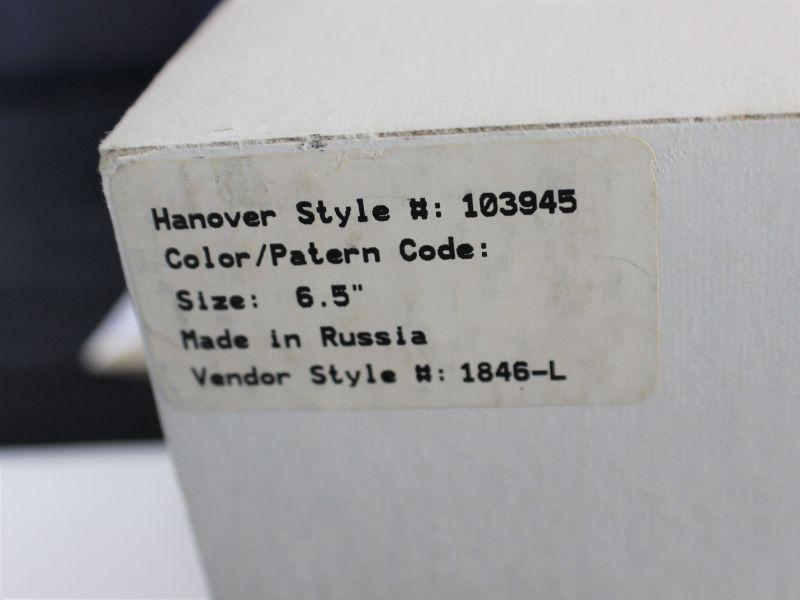 Hanover Style #: 103945
Color/Patern Code:
Size: 6.5"
Made in Russia
Vendor Style #: 1846-L